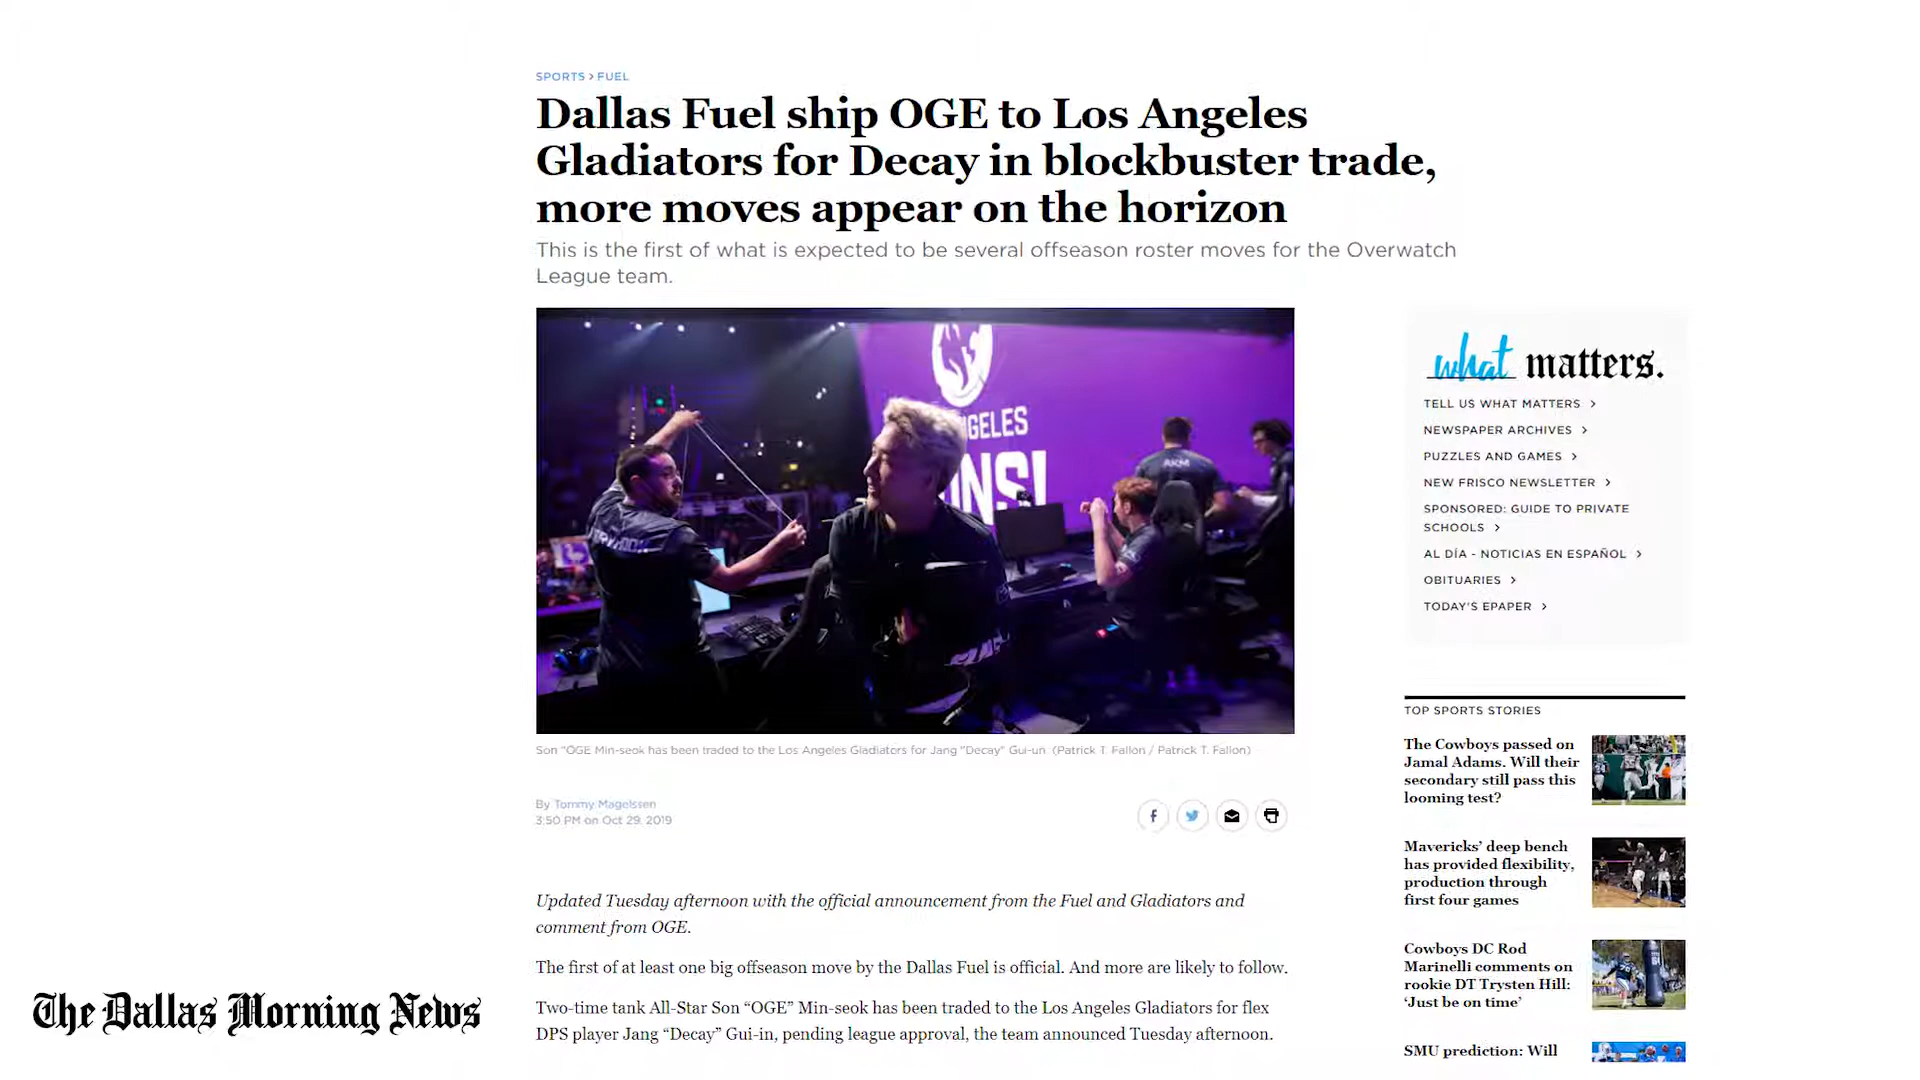 SPORTS > FUEL
Dallas Fuel ship OGE to Los Angeles
Gladiators for Decay in blockbuster trade,
more moves appear on the horizon
This is the first of what is expected to be several offseason roster moves for the Overwatch
League team.
NGELES
NS!
ARM
Son "OGE Min-seok has been traded to the Los Angeles Gladiators for Jang "Decay" Gui-un. (Patrick T. Fallon / Patrick T. Fallon)
By Tommy Magelssen
3:50 PM on Oct 29, 2019
Updated Tuesday afternoon with the official announcement from the Fuel and Gladiators and
comment from OGE.
The first of at least one big offseason move by the Dallas Fuel is official. And more are likely to follow.
Two-time tank All-Star Son “OGE” Min-seok has been traded to the Los Angeles Gladiators for flex
DPS player Jang “Decay” Gui-in, pending league approval, the team announced Tuesday afternoon.
what matters.
TELL US WHAT MATTERS >
NEWSPAPER ARCHIVES >
PUZZLES AND GAMES >
NEW FRISCO NEWSLETTER >
SPONSORED: GUIDE TO PRIVATE
SCHOOLS >
AL DÍA - NOTICIAS EN ESPAÑOL >
OBITUARIES >
TODAY'S EPAPER >
TOP SPORTS STORIES
The Cowboys passed on
Jamal Adams. Will their
secondary still pass this
looming test?
Mavericks’ deep bench
has provided flexibility,
production through
first four games
Cowboys DC Rod
Marinelli comments on
rookie DT Trysten Hill:
‘Just be on time’
SMU prediction: Will
The Dallas Morning News